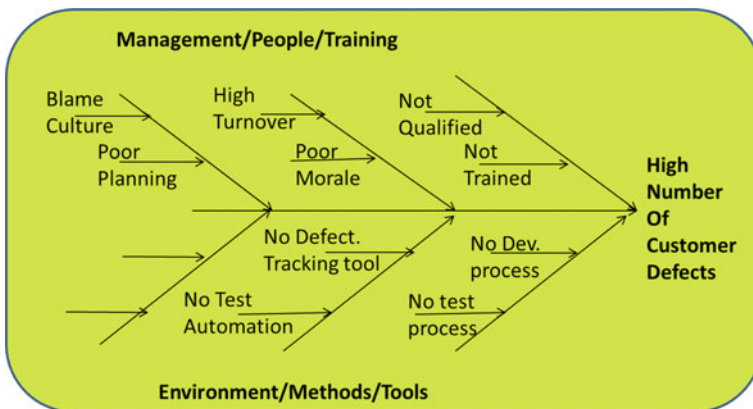 Management/People/Training
Blame
Culture
Poor
Planning
High
Turnover
Poor
Morale
Not
Qualified
Not
Trained
High
Number
Of
Customer
Defects
No Defect.
Tracking tool
No Test
Automation
No Dev.
process
No test
process
Environment/Methods/Tools